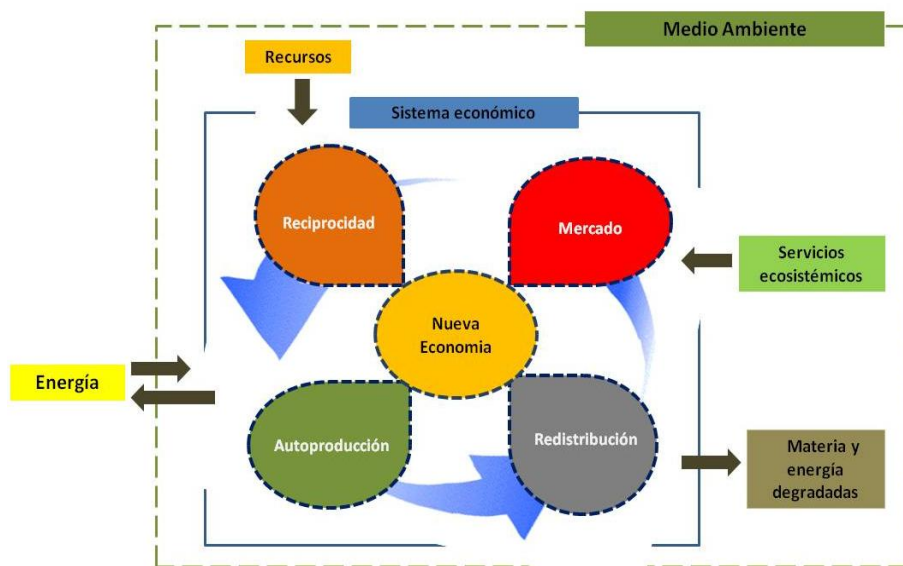 Medio Ambiente
Recursos
Sistema económico
Reciprocidad
Mercado
Servicios
ecosistémicos
Nueva
Economia
Energía
Autoproducción
Redistribución
Materia y
energía
degradadas